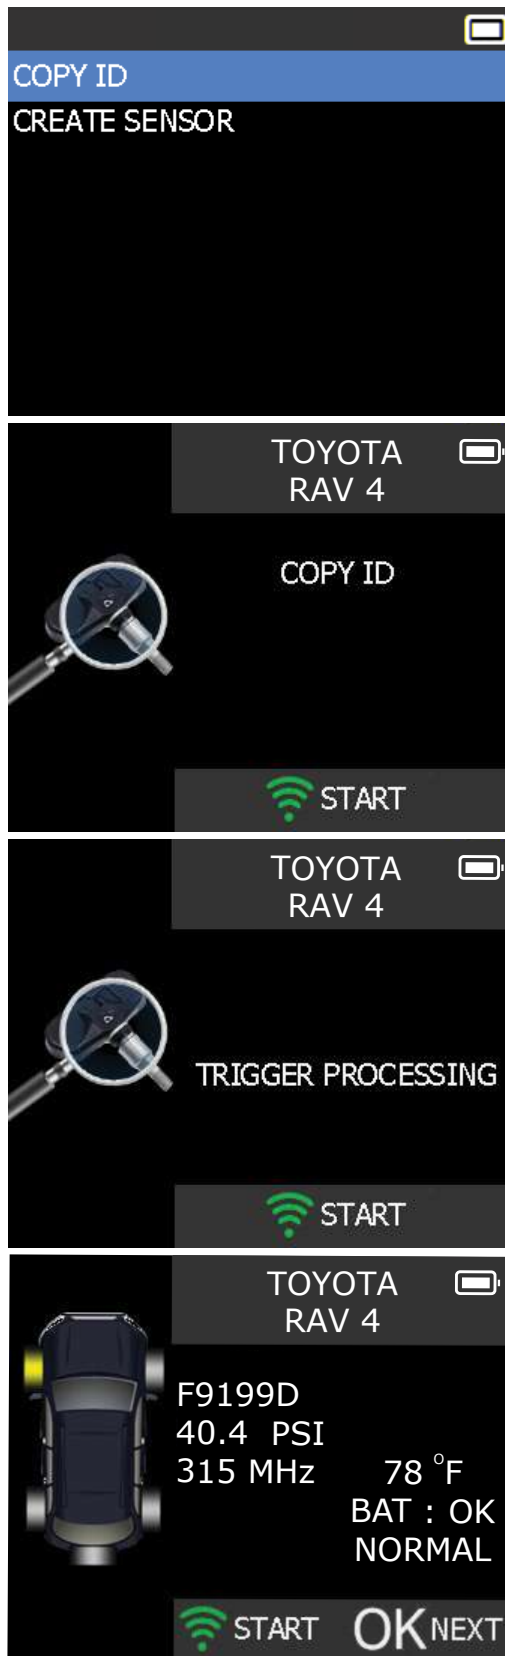 COPY ID
CREATE SENSOR
TOYOTA
RAV 4
COPY ID
START
TOYOTA
RAV 4
TRIGGER PROCESSING
START
TOYOTA
RAV 4
F9199D
40.4 PSI
315 MHz 78 °F
BAT : OK
NORMAL
START OK NEXT